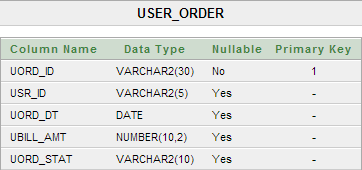 USER_ORDER
Column Name Data Type Nullable Primary Key
UORD_ID VARCHAR2(30) No 1
USR_ID VARCHAR2(5) Yes -
UORD_DT DATE Yes -
UBILL_AMT NUMBER(10,2) Yes -
UORD_STAT VARCHAR2(10) Yes -